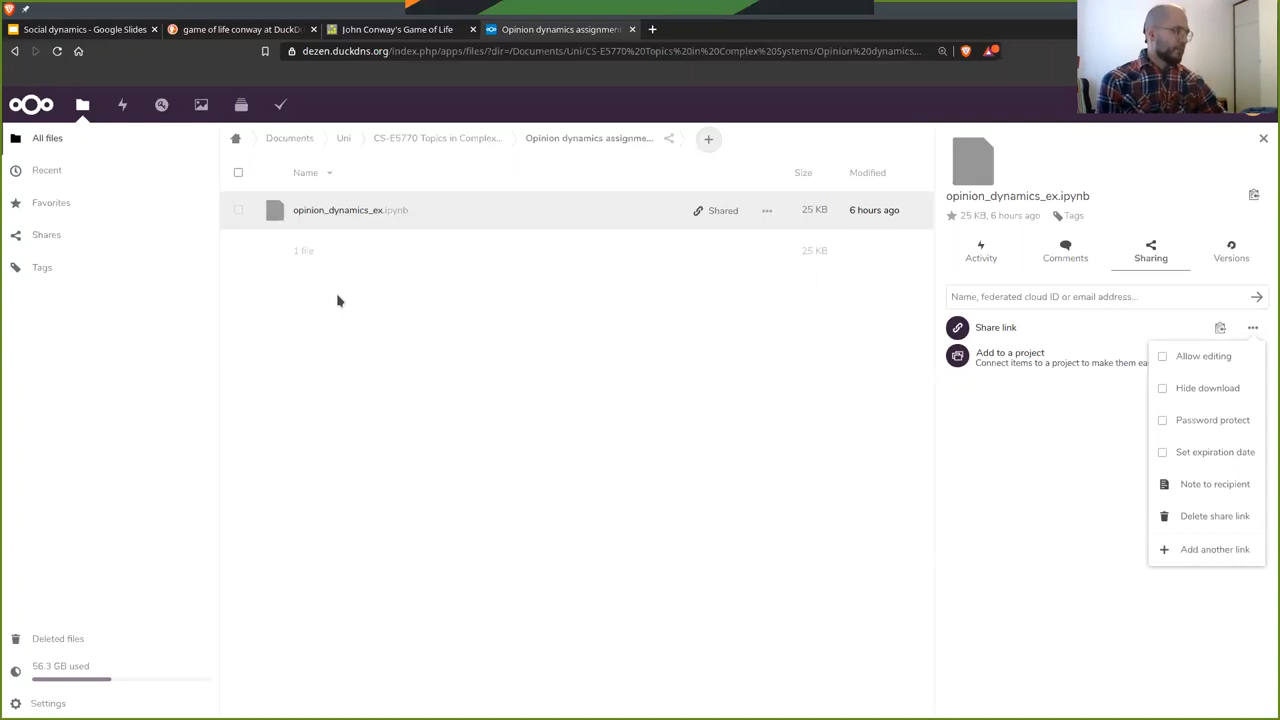 Social dynamics - Google Slides
game of life conway at DuckD
John Conway's Game of Life
Opinion dynamics assignmen
dezen.duckdns.org/index.php/apps/files/?dir=/Documents/Uni/CS-E5770%20Topics%20in%20Complex%20Systems/Opinion%20dynamics...
All files
Recent
Favorites
Shares
Tags
Documents
Uni
CS-E5770 Topics in Complex...
Opinion dynamics assignme...
Name
Size
Modified
opinion_dynamics_ex.ipynb
Shared
25 KB
6 hours ago
1 file
25 KB
opinion_dynamics_ex.ipynb
25 KB, 6 hours ago
Tags
Activity
Comments
Sharing
Versions
Name, federated cloud ID or email address...
Share link
Add to a project
Connect items to a project to make them eas
Allow editing
Hide download
Password protect
Set expiration date
Note to recipient
Delete share link
Add another link
Deleted files
56.3 GB used
Settings